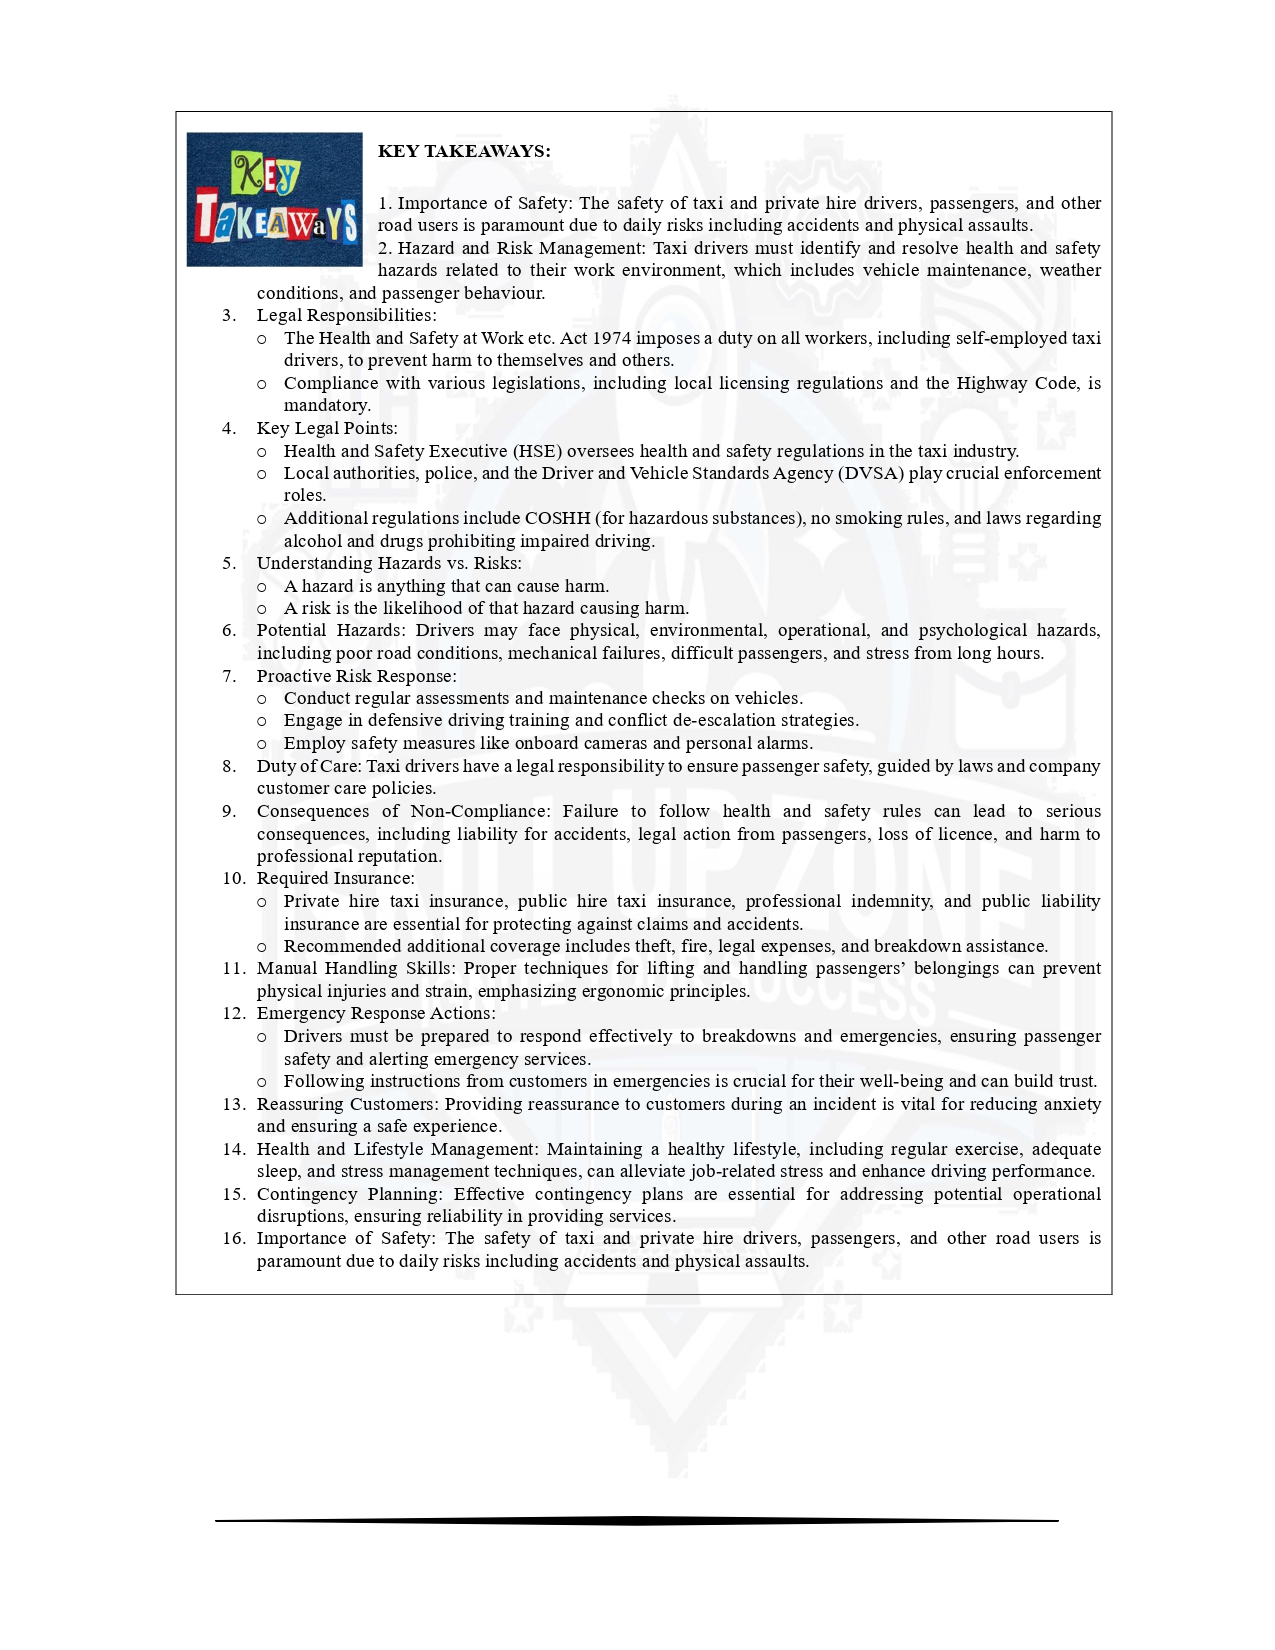 KEY TAKEAWAYS
KEY TAKEAWAYS:
1. Importance of Safety: The safety of taxi and private hire drivers, passengers, and other
road users is paramount due to daily risks including accidents and physical assaults.
2. Hazard and Risk Management: Taxi drivers must identify and resolve health and safety
hazards related to their work environment, which includes vehicle maintenance, weather
conditions, and passenger behaviour.
3. Legal Responsibilities:
o The Health and Safety at Work etc. Act 1974 imposes a duty on all workers, including self-employed taxi
drivers, to prevent harm to themselves and others.
o Compliance with various legislations, including local licensing regulations and the Highway Code, is
mandatory.
4. Key Legal Points:
o Health and Safety Executive (HSE) oversees health and safety regulations in the taxi industry.
o Local authorities, police, and the Driver and Vehicle Standards Agency (DVSA) play crucial enforcement
roles.
o Additional regulations include COSHH (for hazardous substances), no smoking rules, and laws regarding
alcohol and drugs prohibiting impaired driving.
5. Understanding Hazards vs. Risks:
o A hazard is anything that can cause harm.
o A risk is the likelihood of that hazard causing harm.
6. Potential Hazards: Drivers may face physical, environmental, operational, and psychological hazards,
including poor road conditions, mechanical failures, difficult passengers, and stress from long hours.
7. Proactive Risk Response:
o Conduct regular assessments and maintenance checks on vehicles.
o Engage in defensive driving training and conflict de-escalation strategies.
o Employ safety measures like onboard cameras and personal alarms.
8. Duty of Care: Taxi drivers have a legal responsibility to ensure passenger safety, guided by laws and company
customer care policies.
9. Consequences of Non-Compliance: Failure to follow health and safety rules can lead to serious
consequences, including liability for accidents, legal action from passengers, loss of licence, and harm to
professional reputation.
10. Required Insurance:
o Private hire taxi insurance, public hire taxi insurance, professional indemnity, and public liability
insurance are essential for protecting against claims and accidents.
o Recommended additional coverage includes theft, fire, legal expenses, and breakdown assistance.
11. Manual Handling Skills: Proper techniques for lifting and handling passengers’ belongings can prevent
physical injuries and strain, emphasizing ergonomic principles.
12. Emergency Response Actions:
o Drivers must be prepared to respond effectively to breakdowns and emergencies, ensuring passenger
safety and alerting emergency services.
o Following instructions from customers in emergencies is crucial for their well-being and can build trust.
13. Reassuring Customers: Providing reassurance to customers during an incident is vital for reducing anxiety
and ensuring a safe experience.
14. Health and Lifestyle Management: Maintaining a healthy lifestyle, including regular exercise, adequate
sleep, and stress management techniques, can alleviate job-related stress and enhance driving performance.
15. Contingency Planning: Effective contingency plans are essential for addressing potential operational
disruptions, ensuring reliability in providing services.
16. Importance of Safety: The safety of taxi and private hire drivers, passengers, and other road users is
paramount due to daily risks including accidents and physical assaults.